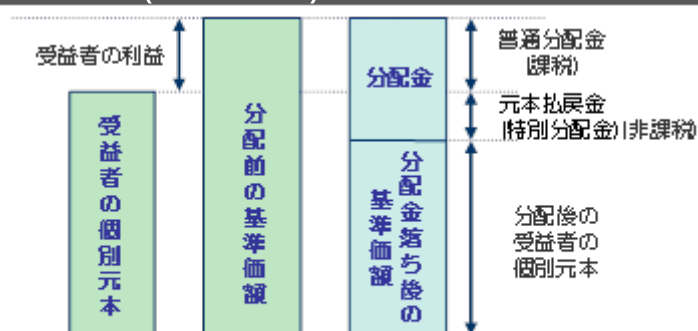 受益者の利益
受益者の個別元本
分配前の基準価額
分配金
分配金落ち後の
基準価額
普通分配金
(課税)
元本払戻金
(特別分配金)(非課税)
分配後の
受益者の
個別元本